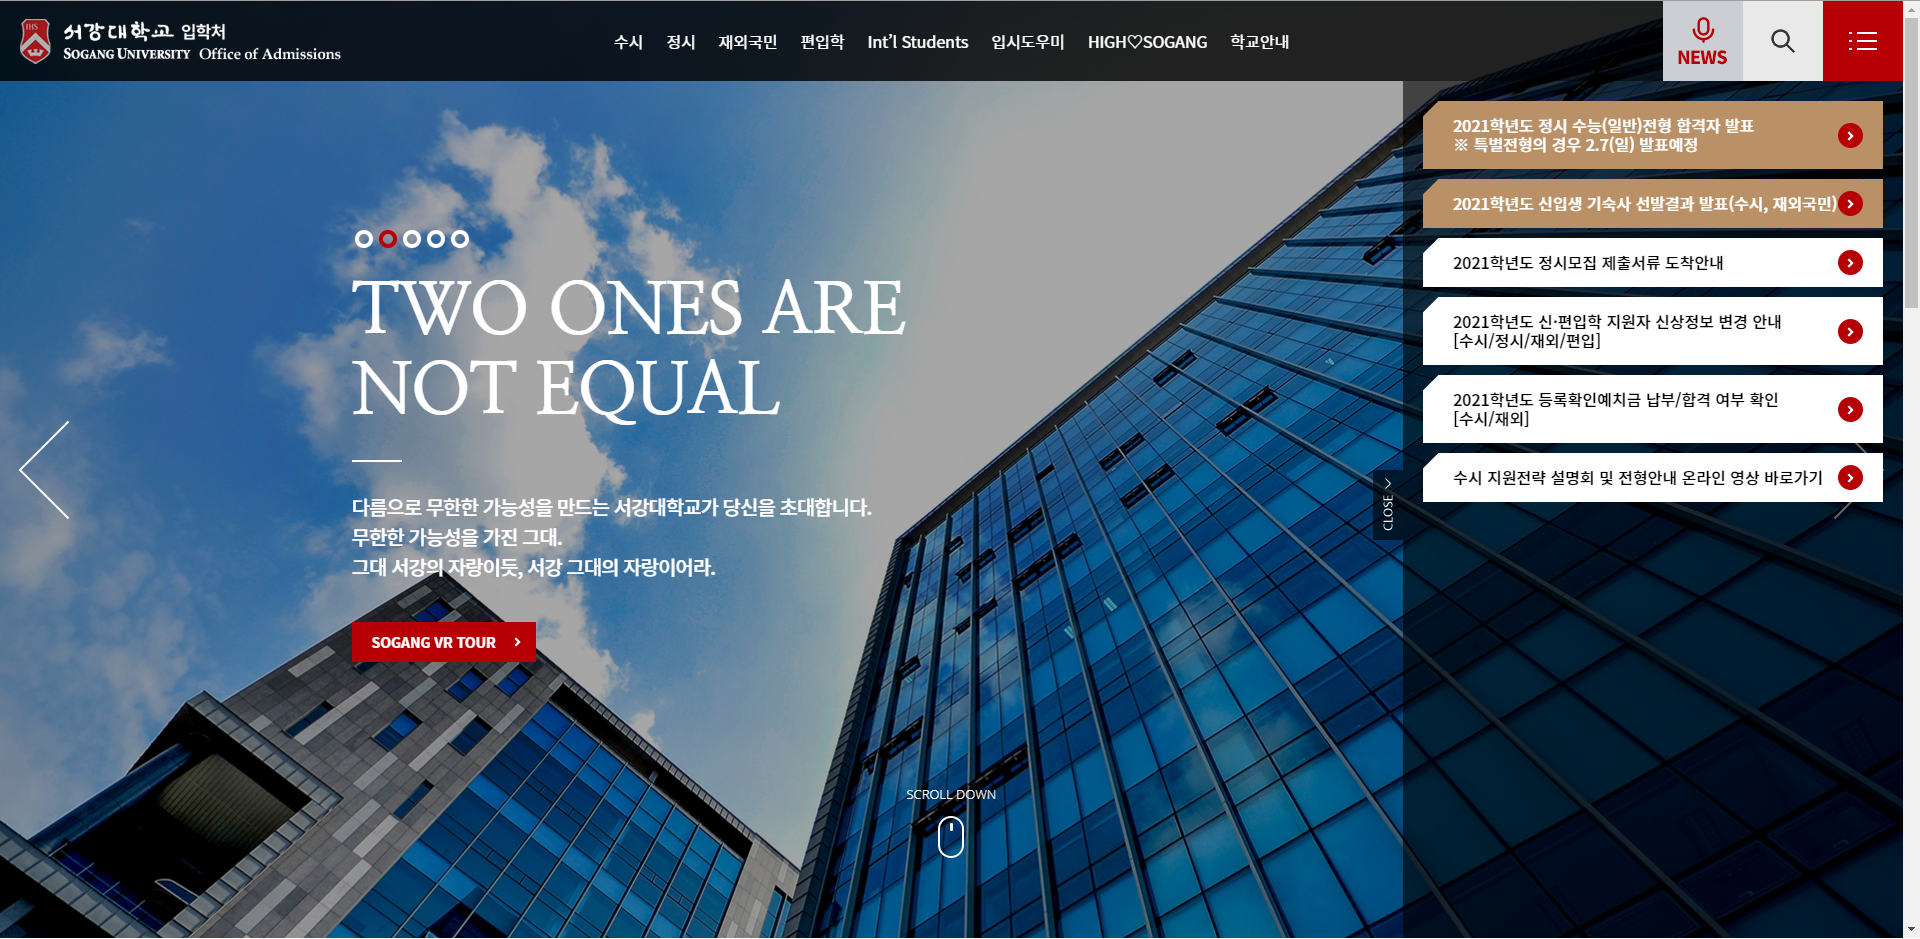 IHS
서강대학교 입학처
SOGANG UNIVERSITY Office of Admissions
수시 정시 재외국민 편입학 Int'l Students 입시도우미 HIGH♡SOGANG 학교안내
NEWS
TWO ONES ARE
NOT EQUAL
다름으로 무한한 가능성을 만드는 서강대학교가 당신을 초대합니다.
무한한 가능성을 가진 그대.
그대 서강의 자랑이듯, 서강 그대의 자랑이어라.
SOGANG VR TOUR
SCROLL DOWN
CLOSE
2021학년도 정시 수능(일반)전형 합격자 발표
※ 특별전형의 경우 2.7(일) 발표예정
2021학년도 신입생 기숙사 선발결과 발표(수시, 재외국민)
2021학년도 정시모집 제출서류 도착안내
2021학년도 신·편입학 지원자 신상정보 변경 안내
[수시/정시/재외/편입]
2021학년도 등록확인예치금 납부/합격 여부 확인
[수시/재외]
수시 지원전략 설명회 및 전형안내 온라인 영상 바로가기